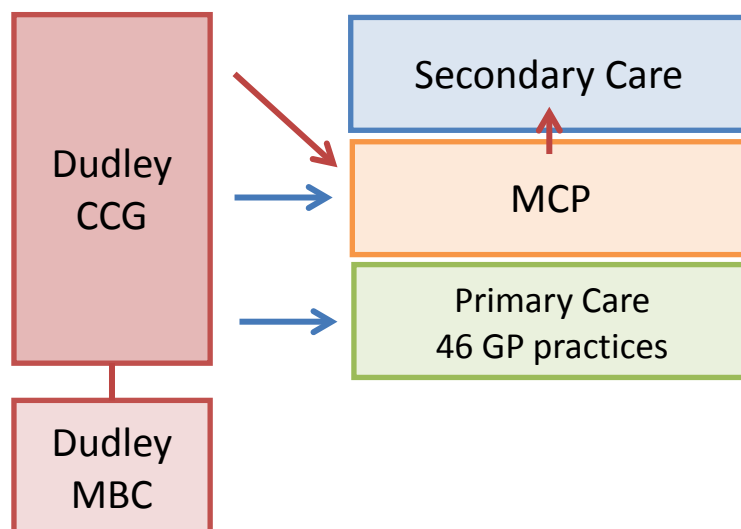 Dudley
CCG
Secondary Care
MCP
Primary Care
46 GP practices
Dudley
MBC